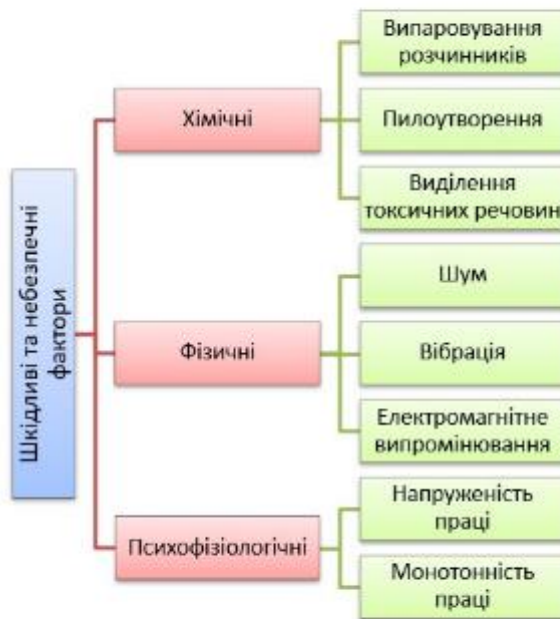 Шкідливі та небезпечні
фактори
Хімічні
Випаровування
розчинників
Пилоутворення
Виділення
токсичних речовин
Фізичні
Шум
Вібрація
Електромагнітне
випромінювання
Психофізіологічні
Напруженість
праці
Монотонність
праці